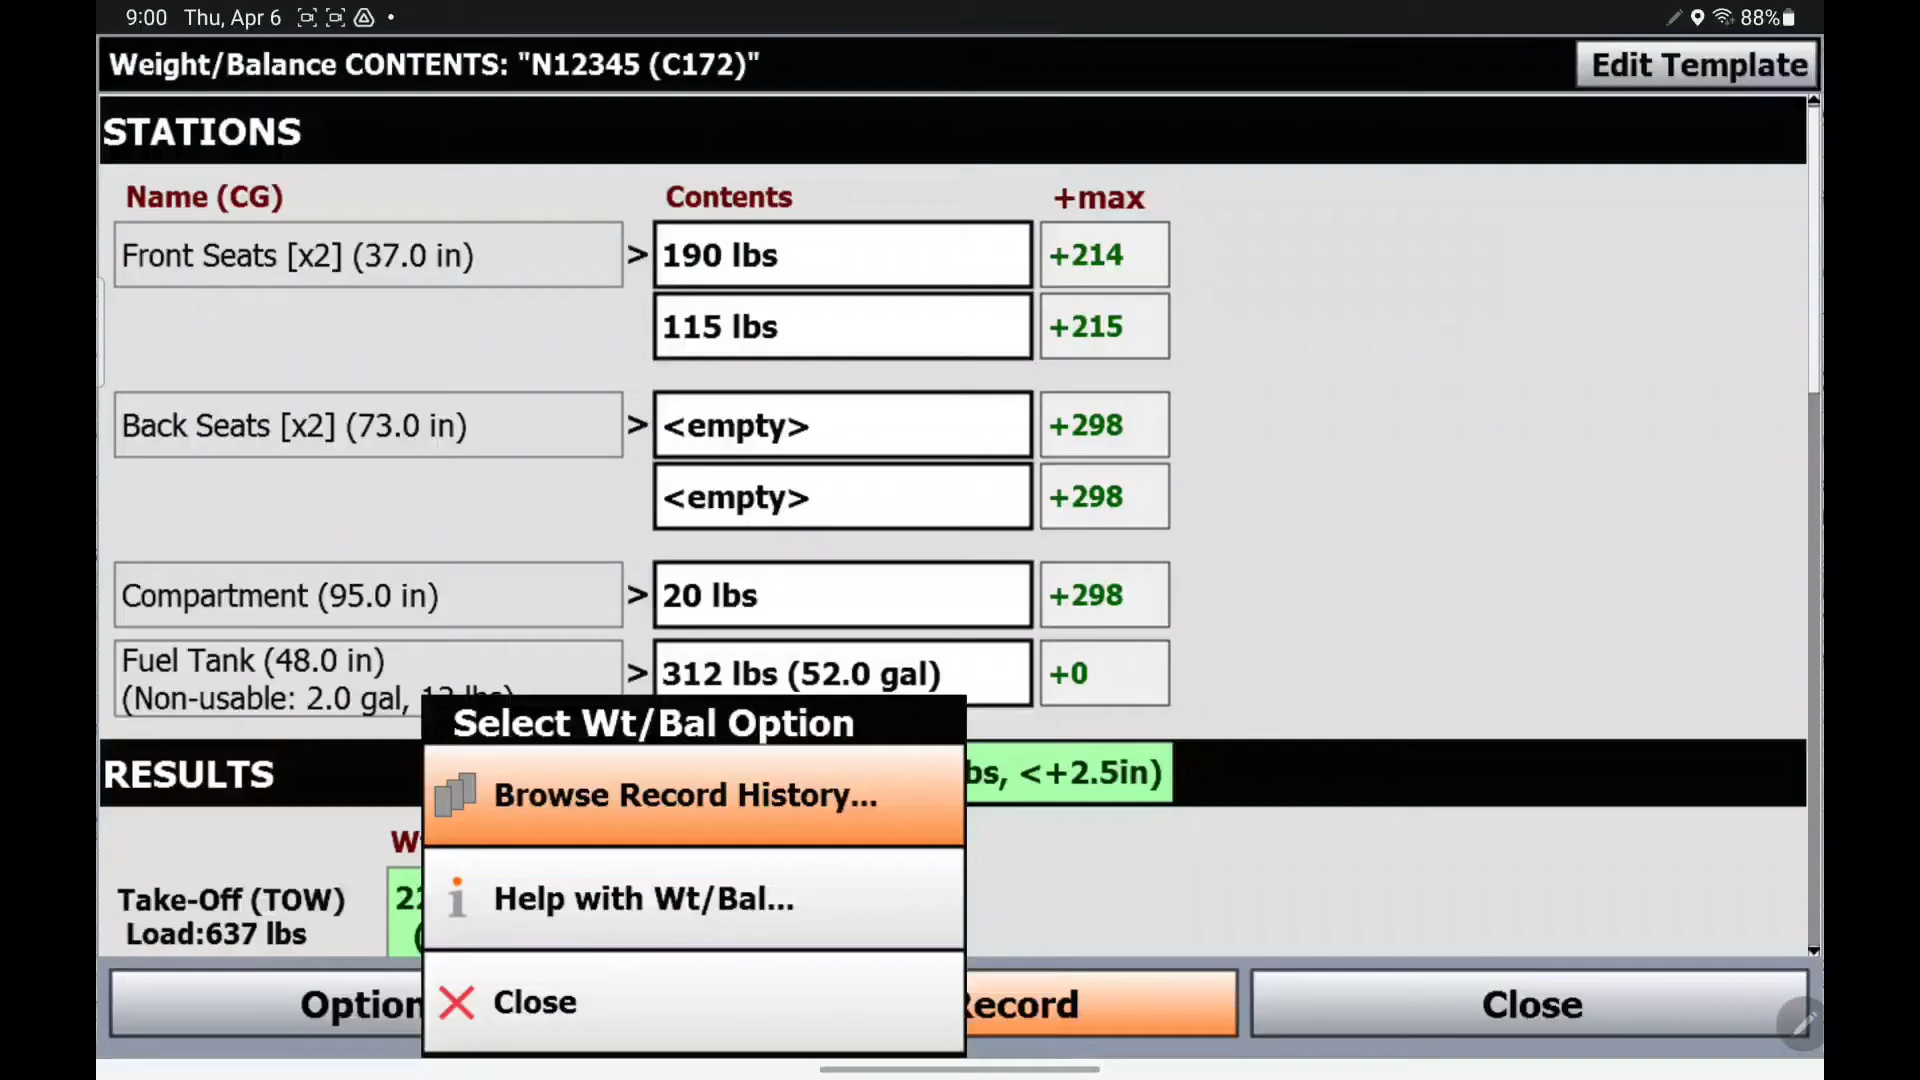 9:00 Thu, Apr 6 88%
Weight/Balance CONTENTS: "N12345 (C172)" Edit Template
STATIONS
Name (CG) Contents +max
Front Seats [x2] (37.0 in) > 190 lbs +214
115 lbs +215
Back Seats [x2] (73.0 in) > <empty> +298
<empty> +298
Compartment (95.0 in) > 20 lbs +298
Fuel Tank (48.0 in) > 312 lbs (52.0 gal) +0
(Non-usable: 2.0 gal,
Select Wt/Bal Option
RESULTS <+2.5in)
Browse Record History...
Help with Wt/Bal...
Take-Off (TOW)
Load:637 lbs
Close
Record Close